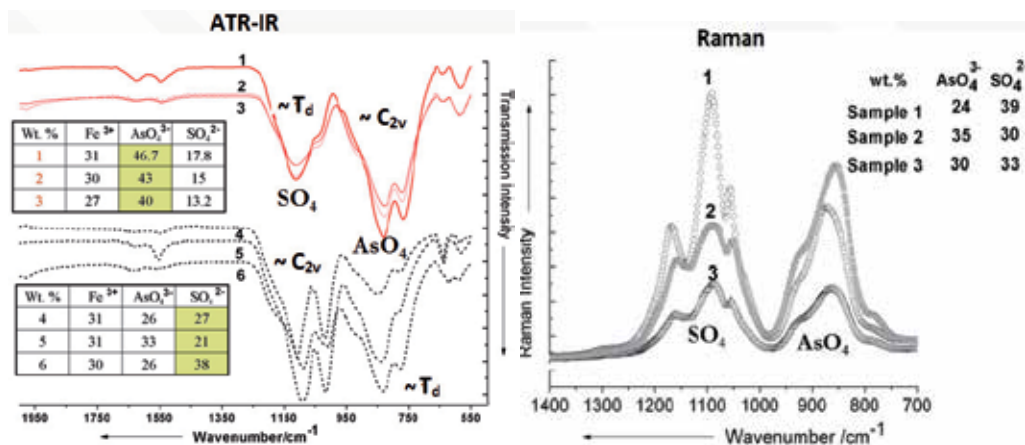 ATR-IR
1
2
3
~ Td
~ C2v
SO4
AsO4
Wt. % Fe 3+ AsO43- SO42-
1 31 46.7 17.8
2 30 43 15
3 27 40 13.2
4
5
6
~ C2v
~ Td
Wt. % Fe 3+ AsO43- SO42-
4 31 26 27
5 31 33 21
6 30 26 38
1950 1750 1550 1350 1150 950 750 550
Wavenumber/cm-1
Transmission intensity
Raman
wt.% AsO43- SO42
Sample 1 24 39
Sample 2 35 30
Sample 3 30 33
1
2
3
SO4
AsO4
Raman Intensity
1400 1300 1200 1100 1000 900 800 700
Wavenumber /cm-1